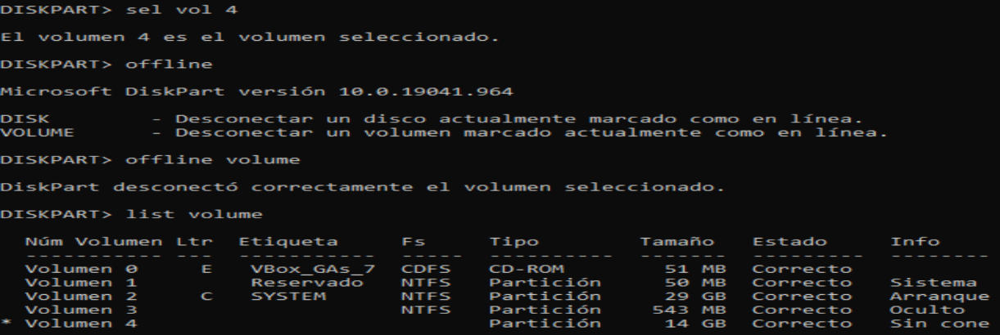 DISKPART> sel vol 4
El volumen 4 es el volumen seleccionado.
DISKPART> offline
Microsoft DiskPart versión 10.0.19041.964
DISK - Desconectar un disco actualmente marcado como en línea.
VOLUME - Desconectar un volumen marcado actualmente como en línea.
DISKPART> offline volume
DiskPart desconectó correctamente el volumen seleccionado.
DISKPART> list volume
Núm Volumen Ltr Etiqueta Fs Tipo Tamaño Estado Info
----------- --- ----------- ----- ---------- ------- --------- --------
Volumen 0 E VBox_GAs_7 CDFS CD-ROM 51 MB Correcto
Volumen 1 Reservado NTFS Partición 50 MB Correcto Sistema
Volumen 2 C SYSTEM NTFS Partición 29 GB Correcto Arranque
Volumen 3 NTFS Partición 543 MB Correcto Oculto
* Volumen 4 Partición 14 GB Correcto Sin cone